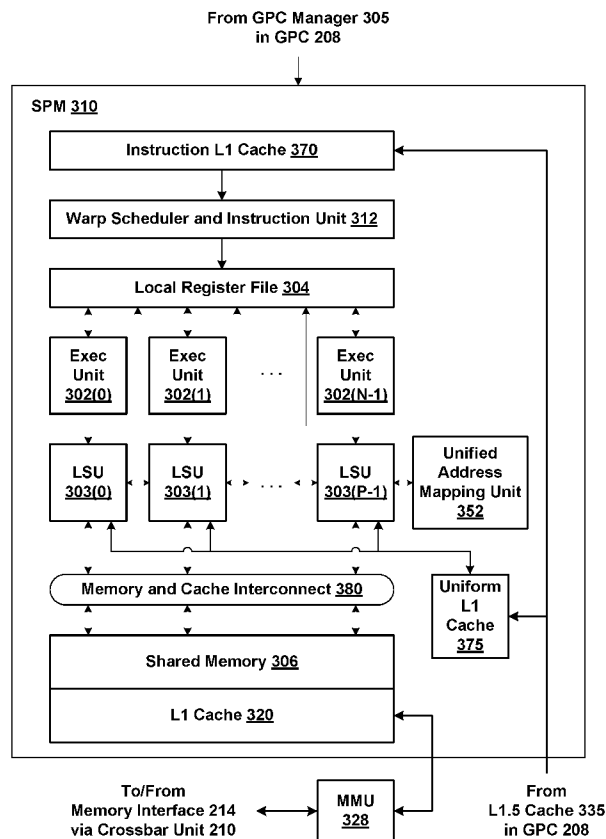 From GPC Manager 305
in GPC 208
SPM 310
Instruction L1 Cache 370
Warp Scheduler and Instruction Unit 312
Local Register File 304
Exec
Unit
302(0)
Exec
Unit
302(1)
. . .
Exec
Unit
302(N-1)
LSU
303(0)
LSU
303(1)
. . .
LSU
303(P-1)
Unified
Address
Mapping Unit
352
Memory and Cache Interconnect 380
Uniform
L1
Cache
375
Shared Memory 306
L1 Cache 320
To/From
Memory Interface 214
via Crossbar Unit 210
MMU
328
From
L1.5 Cache 335
in GPC 208